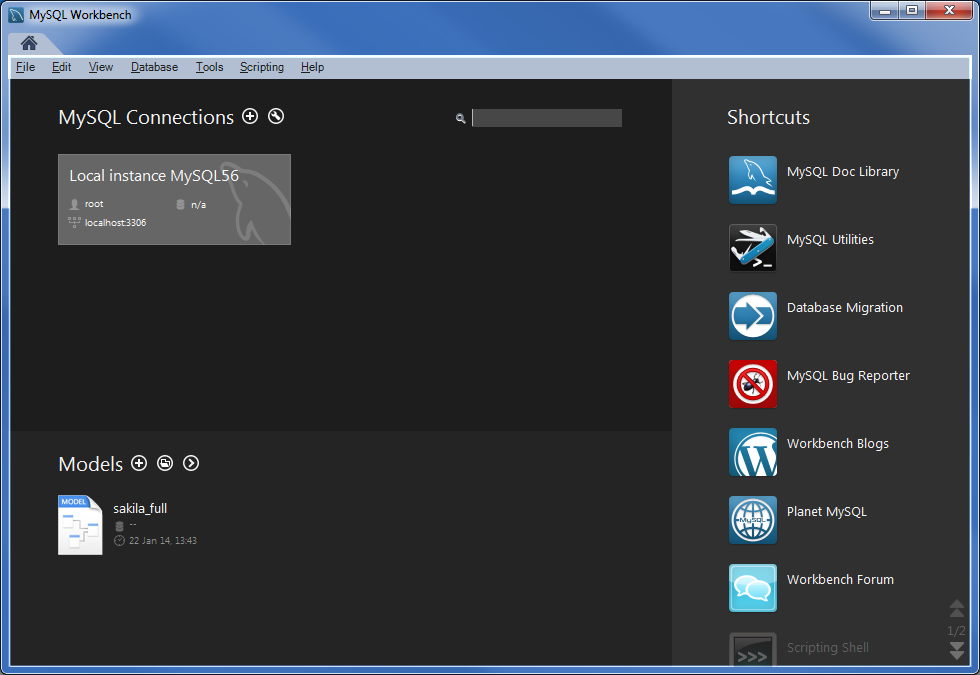 MySQL Workbench
File Edit View Database Tools Scripting Help
MySQL Connections
Local instance MySQL56
root n/a
localhost:3306
Models
MODEL
sakila_full
--
22 Jan 14, 13:43
Shortcuts
MySQL Doc Library
MySQL Utilities
Database Migration
MySQL Bug Reporter
Workbench Blogs
MySQL
Planet MySQL
Workbench Forum
1/2
>>>
Scripting Shell